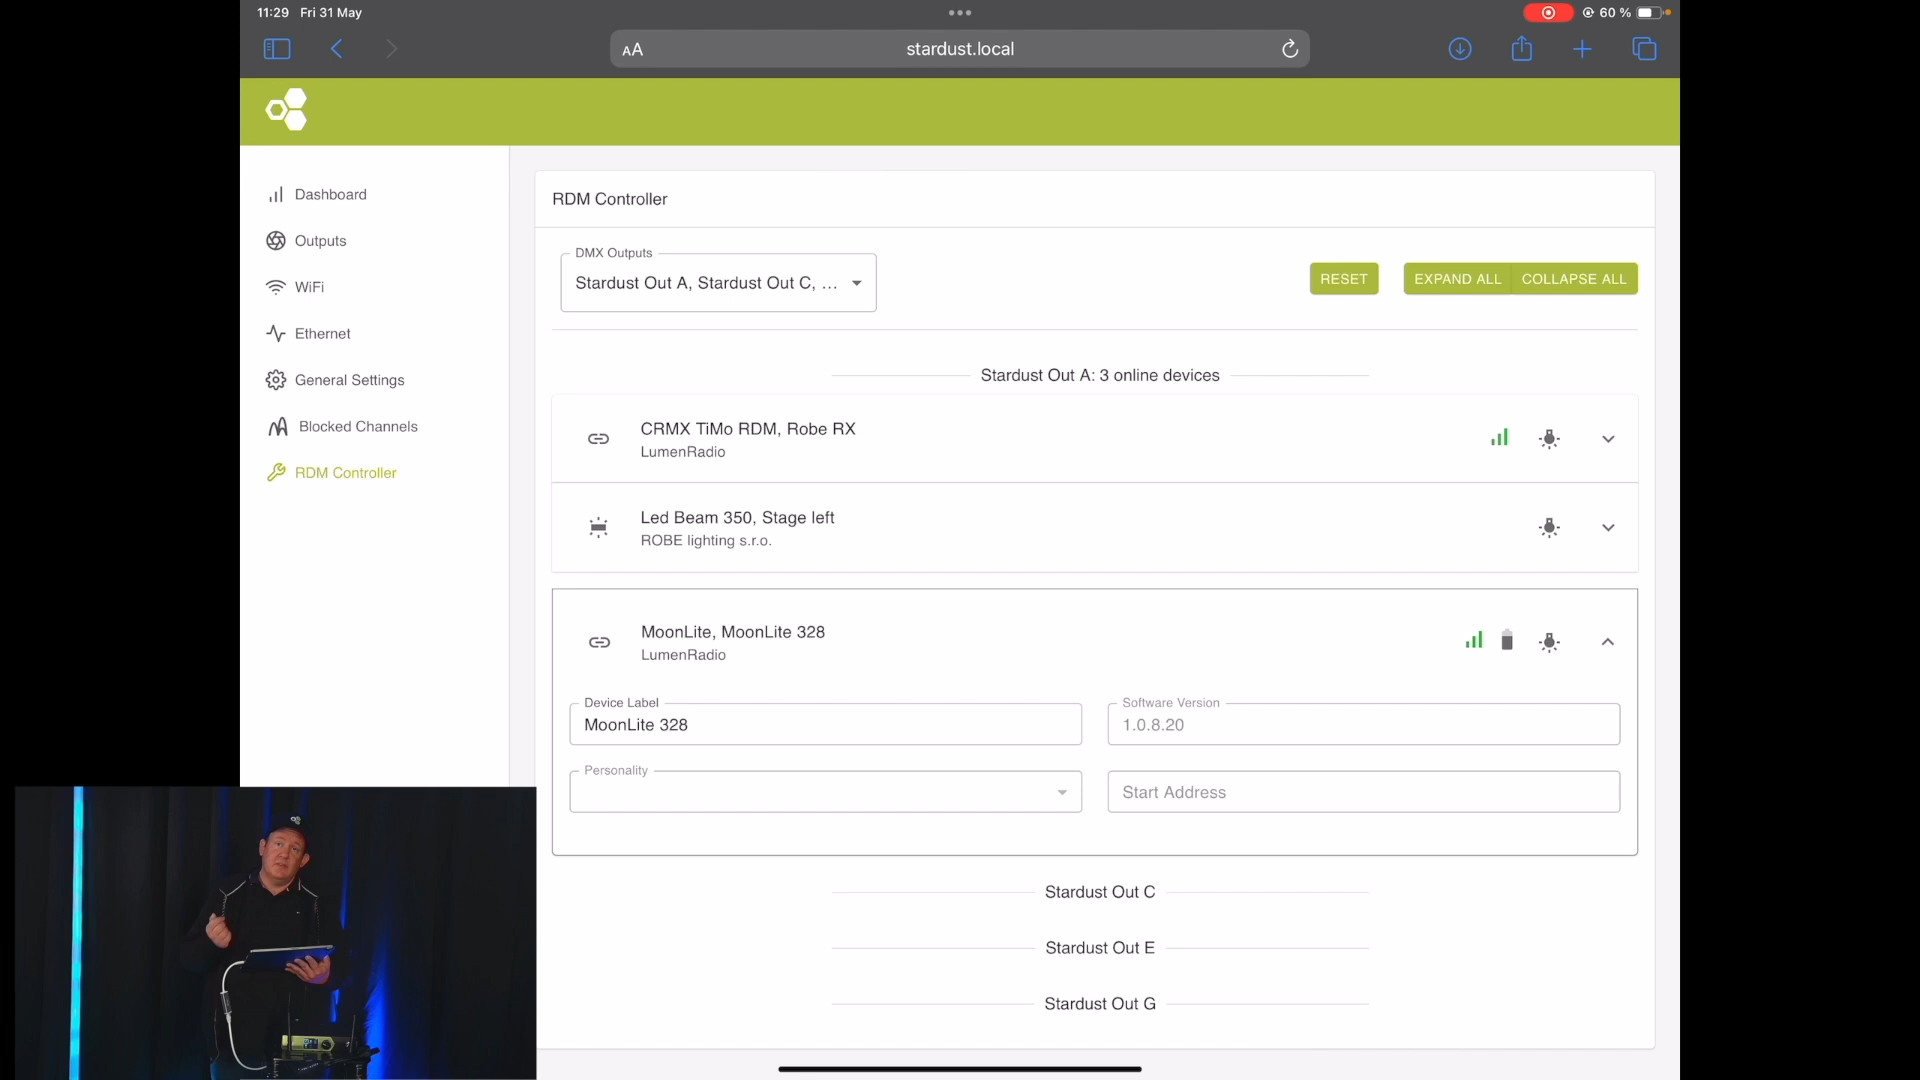 11:29 Fri 31 May
60 %
AA
stardust.local
Dashboard
Outputs
WiFi
Ethernet
General Settings
Blocked Channels
RDM Controller
RDM Controller
DMX Outputs
Stardust Out A, Stardust Out C, ...
RESET
EXPAND ALL
COLLAPSE ALL
Stardust Out A: 3 online devices
CRMX TiMo RDM, Robe RX
LumenRadio
Led Beam 350, Stage left
ROBE lighting s.r.o.
MoonLite, MoonLite 328
LumenRadio
Device Label
MoonLite 328
Software Version
1.0.8.20
Personality
Start Address
Stardust Out C
Stardust Out E
Stardust Out G